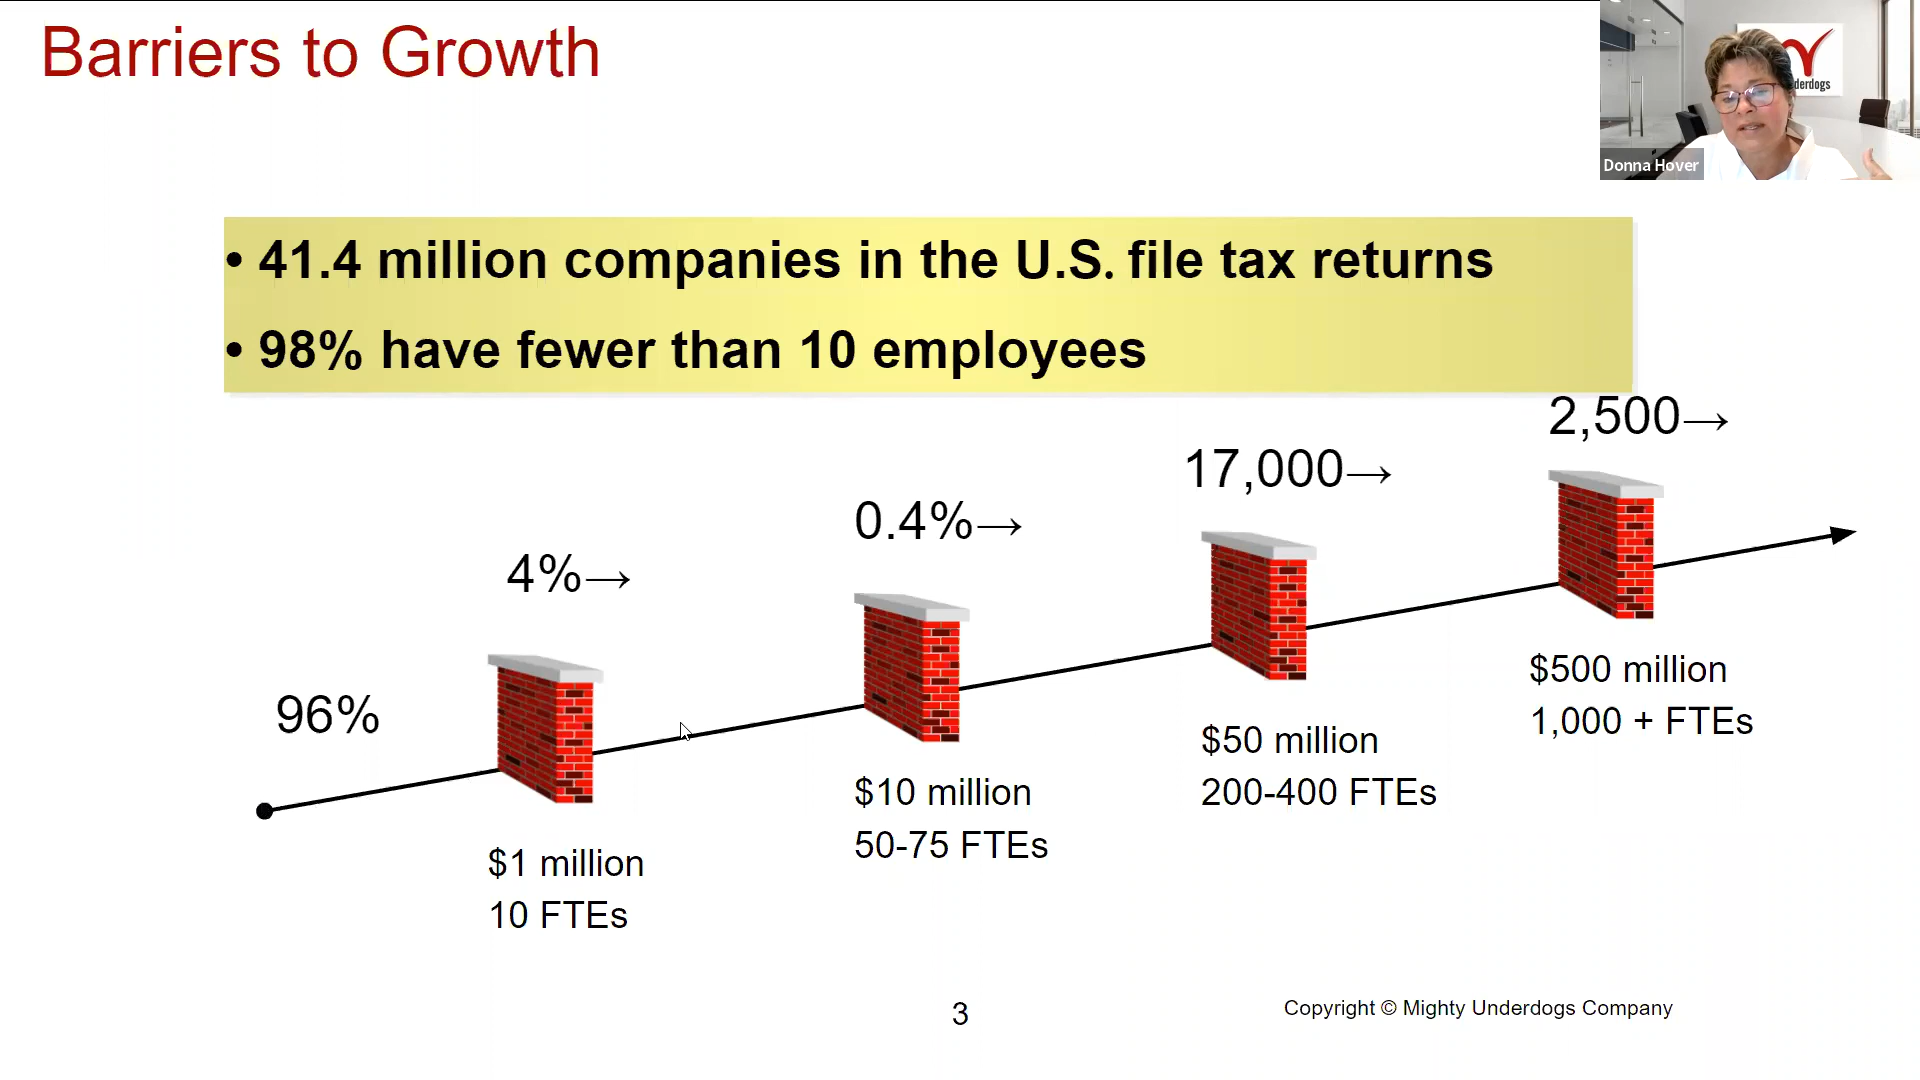 Barriers to Growth
derdogs
Donna Hover
• 41.4 million companies in the U.S. file tax returns
• 98% have fewer than 10 employees
2,500→
17,000→
0.4%→
4%→
96%
$500 million
1,000 + FTEs
$50 million
200-400 FTEs
$10 million
50-75 FTEs
$1 million
10 FTEs
3
Copyright © Mighty Underdogs Company